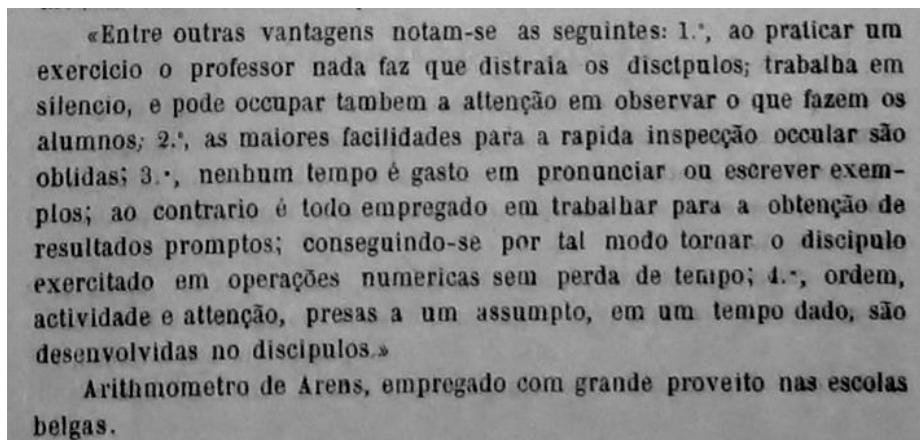 «Entre outras vantagens notam-se as seguintes: 1.ª, ao praticar um
exercicio o professor nada faz que distraia os discipulos; trabalha em
silencio, e pode occupar tambem a attenção em observar o que fazem os
alumnos; 2.ª, as maiores facilidades para a rapida inspecção occular são
obtidas; 3.ª, nenhum tempo é gasto em pronunciar ou escrever exem-
plos; ao contrario é todo empregado em trabalhar para a obtenção de
resultados promptos; conseguindo-se por tal modo tornar o discipulo
exercitado em operações numericas sem perda de tempo; 4.ª, ordem,
actividade e attenção, presas a um assumpto, em um tempo dado, são
desenvolvidas no discipulos.»
Arithmometro de Arens, empregado com grande proveito nas escolas
belgas.